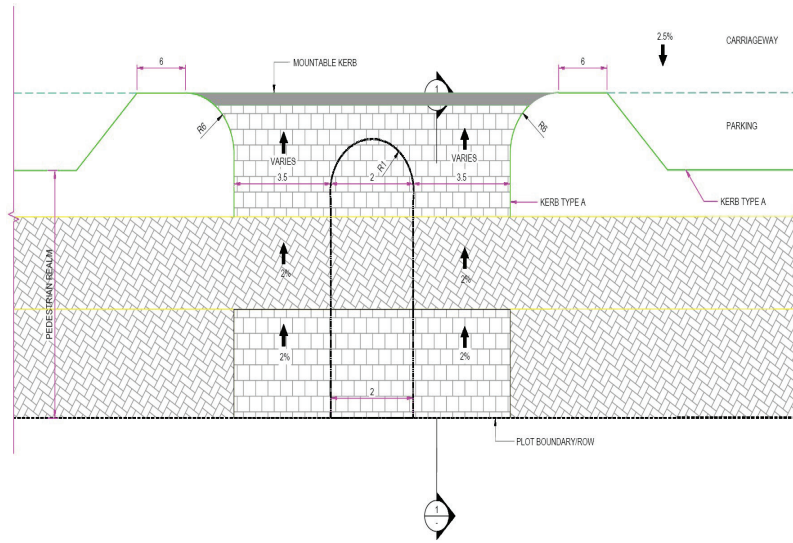 2.5%
CARRIAGEWAY
6
6
MOUNTABLE KERB
1
-
R6
R6
PARKING
VARIES
VARIES
R1
3.5
2
3.5
KERB TYPE A
KERB TYPE A
PEDESTRIAN REALM
2%
2%
2%
2%
2
PLOT BOUNDARY/ROW
1
-